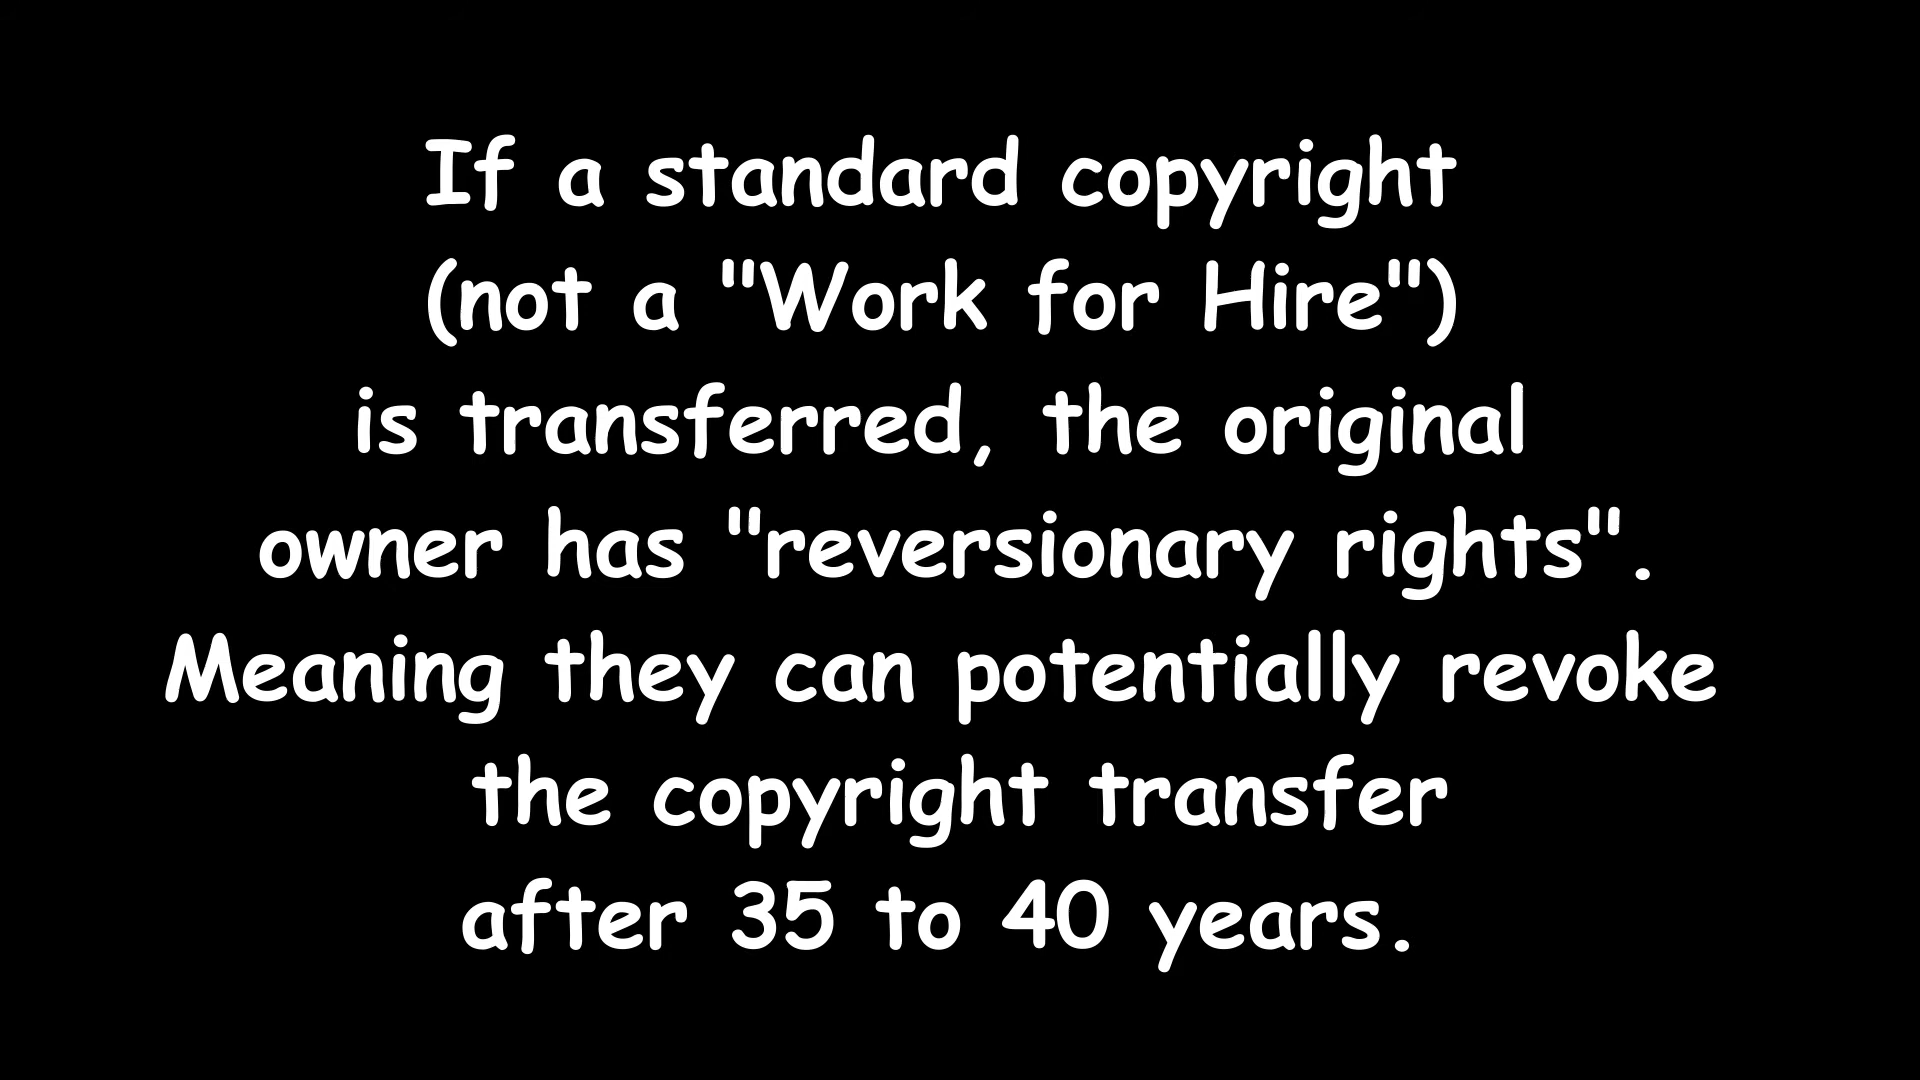 If a standard copyright
(not a "Work for Hire")
is transferred, the original
owner has "reversionary rights".
Meaning they can potentially revoke
the copyright transfer
after 35 to 40 years.